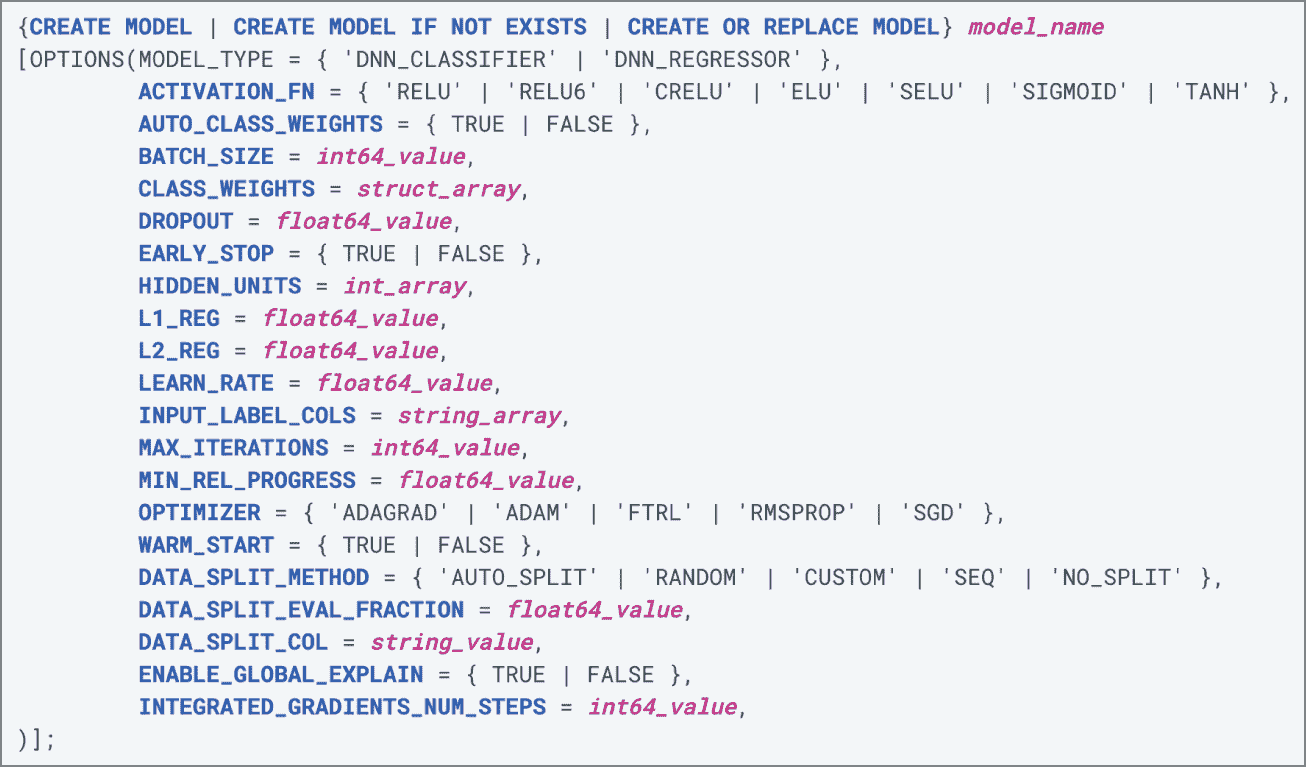 {CREATE MODEL | CREATE MODEL IF NOT EXISTS | CREATE OR REPLACE MODEL} model_name
[OPTIONS(MODEL_TYPE = { 'DNN_CLASSIFIER' | 'DNN_REGRESSOR' },
ACTIVATION_FN = { 'RELU' | 'RELU6' | 'CRELU' | 'ELU' | 'SELU' | 'SIGMOID' | 'TANH' },
AUTO_CLASS_WEIGHTS = { TRUE | FALSE },
BATCH_SIZE = int64_value,
CLASS_WEIGHTS = struct_array,
DROPOUT = float64_value,
EARLY_STOP = { TRUE | FALSE },
HIDDEN_UNITS = int_array,
L1_REG = float64_value,
L2_REG = float64_value,
LEARN_RATE = float64_value,
INPUT_LABEL_COLS = string_array,
MAX_ITERATIONS = int64_value,
MIN_REL_PROGRESS = float64_value,
OPTIMIZER = { 'ADAGRAD' | 'ADAM' | 'FTRL' | 'RMSPROP' | 'SGD' },
WARM_START = { TRUE | FALSE },
DATA_SPLIT_METHOD = { 'AUTO_SPLIT' | 'RANDOM' | 'CUSTOM' | 'SEQ' | 'NO_SPLIT' },
DATA_SPLIT_EVAL_FRACTION = float64_value,
DATA_SPLIT_COL = string_value,
ENABLE_GLOBAL_EXPLAIN = { TRUE | FALSE },
INTEGRATED_GRADIENTS_NUM_STEPS = int64_value,
)];